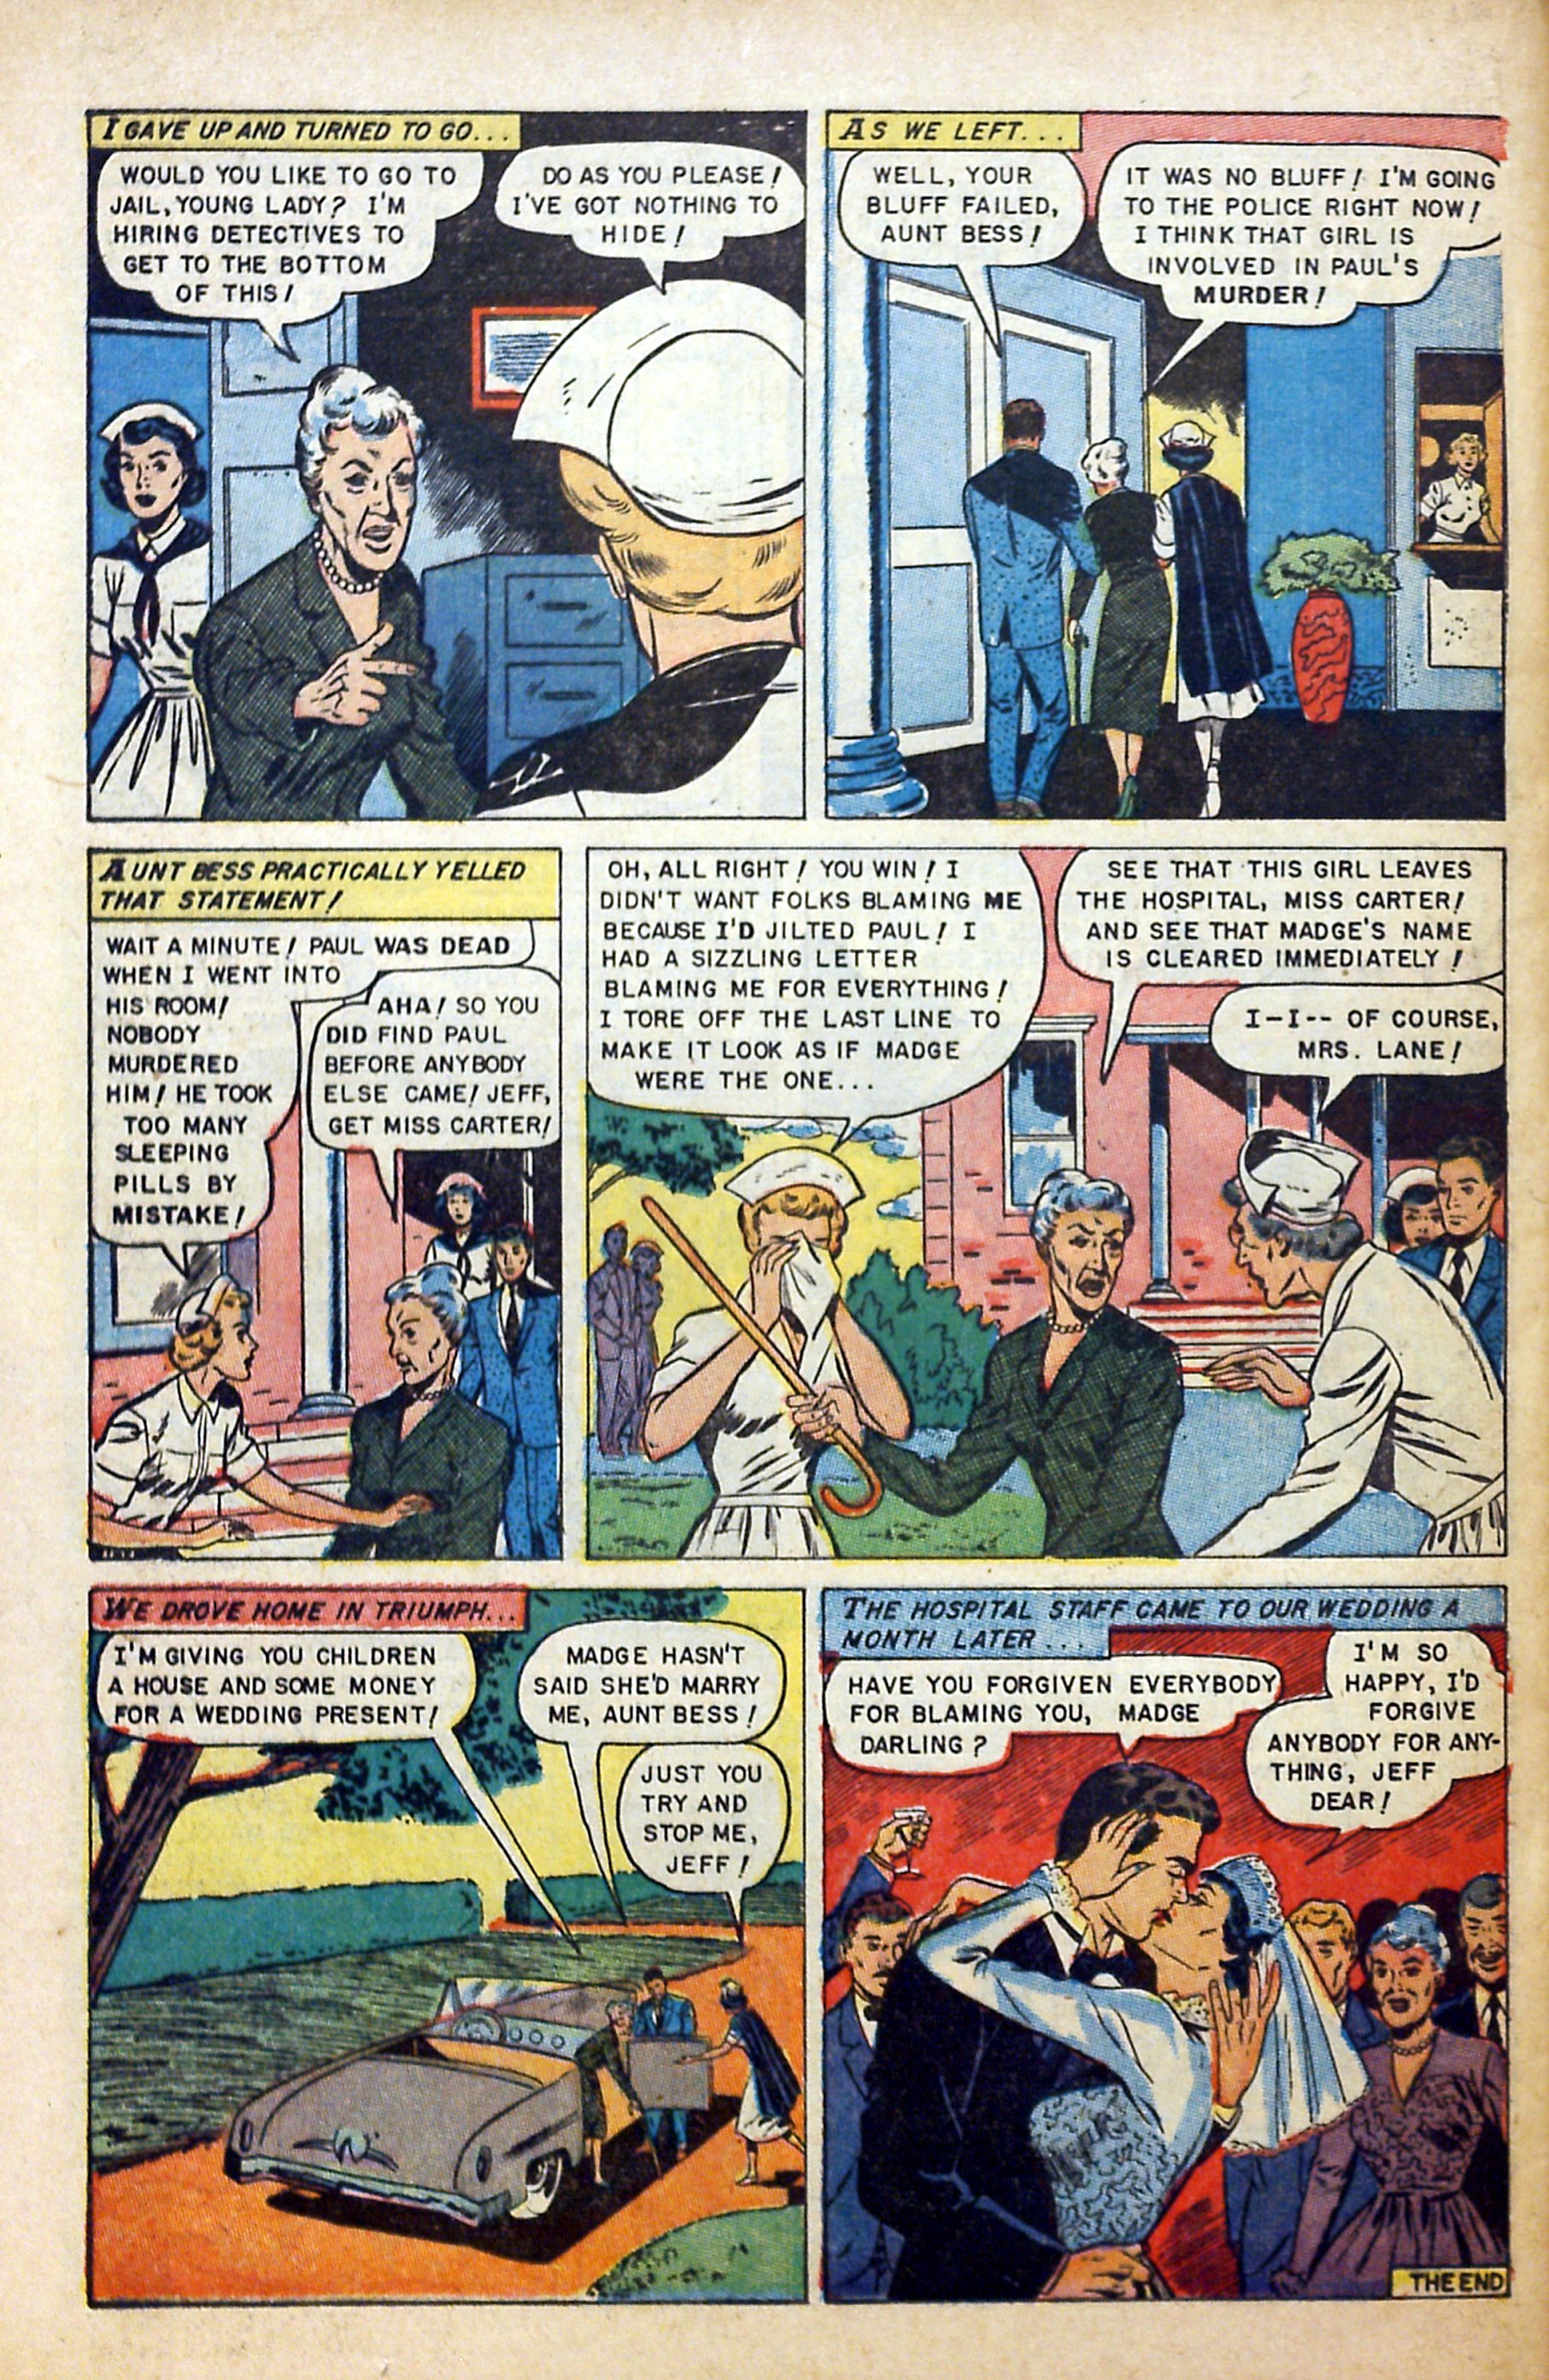 I GAVE UP AND TURNED TO GO...
WOULD YOU LIKE TO GO TO
JAIL, YOUNG LADY? I'M
HIRING DETECTIVES TO
GET TO THE BOTTOM
OF THIS!
DO AS YOU PLEASE!
I'VE GOT NOTHING TO
HIDE!
AS WE LEFT...
WELL, YOUR
BLUFF FAILED,
AUNT BESS!
IT WAS NO BLUFF! I'M GOING
TO THE POLICE RIGHT NOW!
I THINK THAT GIRL IS
INVOLVED IN PAUL'S
MURDER!
AUNT BESS PRACTICALLY YELLED
THAT STATEMENT!
WAIT A MINUTE! PAUL WAS DEAD
WHEN I WENT INTO
HIS ROOM!
NOBODY
MURDERED
HIM! HE TOOK
TOO MANY
SLEEPING
PILLS BY
MISTAKE!
AHA! SO YOU
DID FIND PAUL
BEFORE ANYBODY
ELSE CAME! JEFF,
GET MISS CARTER!
OH, ALL RIGHT! YOU WIN! I
DIDN'T WANT FOLKS BLAMING ME
BECAUSE I'D JILTED PAUL! I
HAD A SIZZLING LETTER
BLAMING ME FOR EVERYTHING!
I TORE OFF THE LAST LINE TO
MAKE IT LOOK AS IF MADGE
WERE THE ONE...
SEE THAT THIS GIRL LEAVES
THE HOSPITAL, MISS CARTER!
AND SEE THAT MADGE'S NAME
IS CLEARED IMMEDIATELY!
I-I-- OF COURSE,
MRS. LANE!
WE DROVE HOME IN TRIUMPH...
I'M GIVING YOU CHILDREN
A HOUSE AND SOME MONEY
FOR A WEDDING PRESENT!
MADGE HASN'T
SAID SHE'D MARRY
ME, AUNT BESS!
JUST YOU
TRY AND
STOP ME,
JEFF!
THE HOSPITAL STAFF CAME TO OUR WEDDING A
MONTH LATER...
HAVE YOU FORGIVEN EVERYBODY
FOR BLAMING YOU, MADGE
DARLING?
I'M SO
HAPPY, I'D
FORGIVE
ANYBODY FOR ANY-
THING, JEFF
DEAR!
THE END